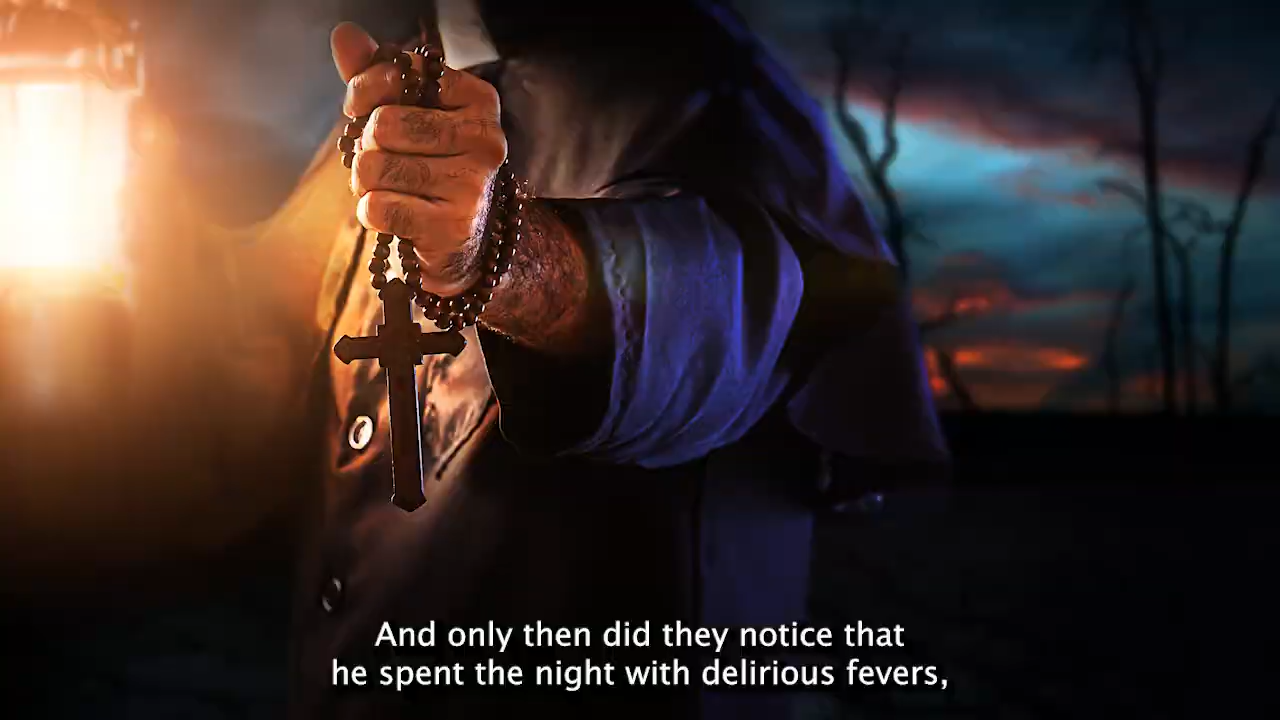 And only then did they notice that
he spent the night with delirious fevers,